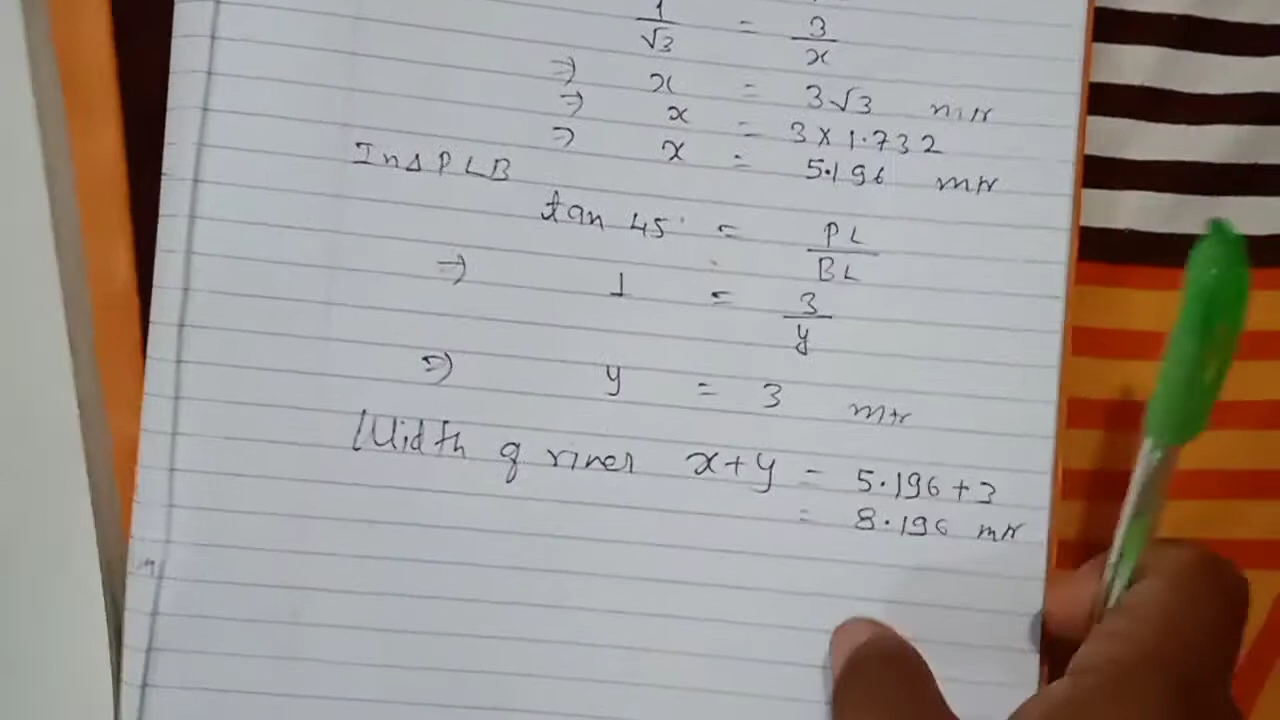 1/√3 = 3/x
⇒ x = 3√3 mtr
⇒ x = 3 X 1.732
⇒ x = 5.196 mtr
In Δ PLB
tan 45° = PL/BL
⇒ 1 = 3/y
⇒ y = 3 mtr
Width of river x+y = 5.196+3
= 8.196 mtr